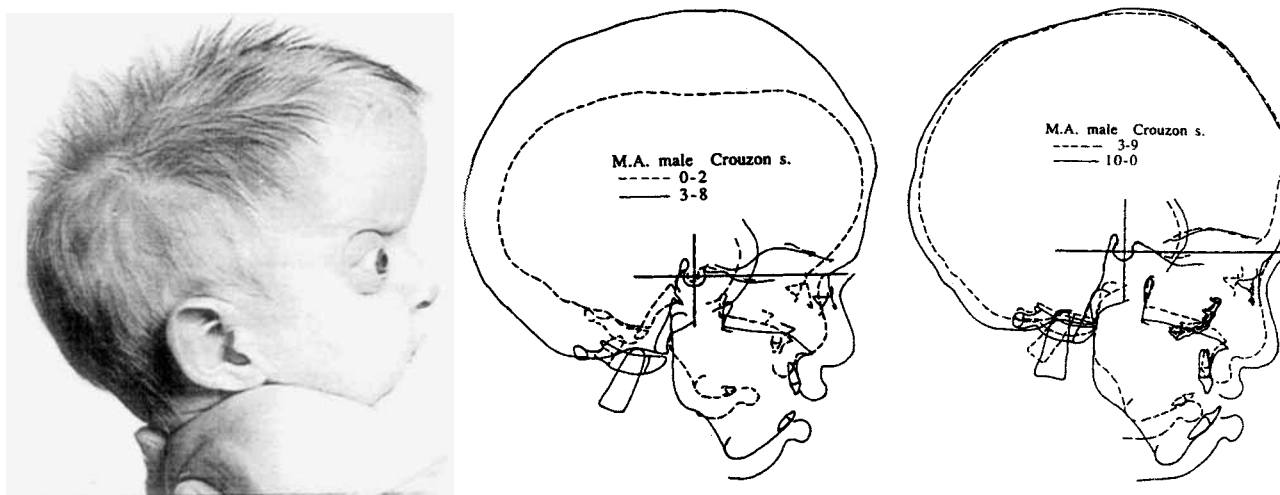 M.A. male Crouzon s.
----- 0-2
—— 3-8
M.A. male Crouzon s.
----- 3-9
—— 10-0